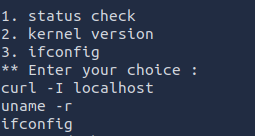 1. status check
2. kernel version
3. ifconfig
** Enter your choice :
curl -I localhost
uname -r
ifconfig